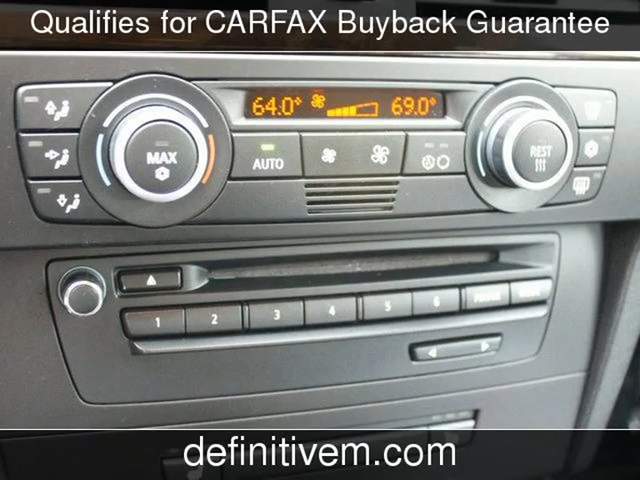 Qualifies for CARFAX Buyback Guarantee
64.0° 69.0°
MAX AUTO REST
1 2 3 4 5 6
definitivem.com